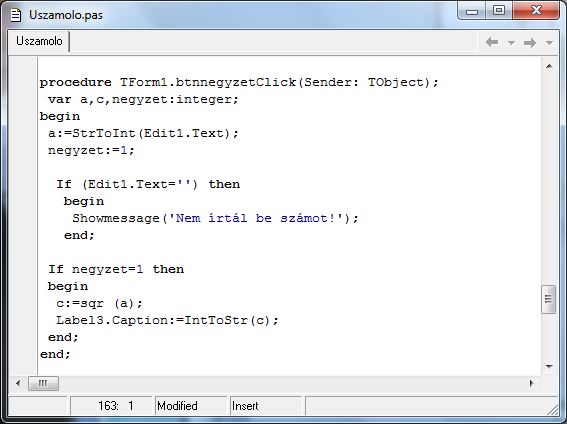 Uszamolo.pas
Uszamolo
procedure TForm1.btnnegyzetClick(Sender: TObject);
var a,c,negyzet:integer;
begin
a:=StrToInt(Edit1.Text);
negyzet:=1;
If (Edit1.Text='') then
begin
Showmessage('Nem írtál be számot!');
end;
If negyzet=1 then
begin
c:=sqr (a);
Label3.Caption:=IntToStr(c);
end;
end;
163: 1 Modified Insert